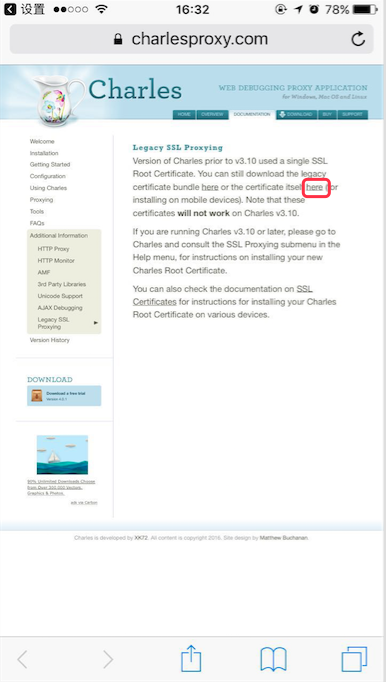 设置 16:32 78%
charlesproxy.com
Charles
WEB DEBUGGING PROXY APPLICATION
for Windows, Mac OS and Linux
HOME OVERVIEW DOCUMENTATION DOWNLOAD BUY SUPPORT
Welcome
Installation
Getting Started
Configuration
Using Charles
Proxying
Tools
FAQs
Additional Information
HTTP Proxy
HTTP Monitor
AMF
3rd Party Libraries
Unicode Support
AJAX Debugging
Legacy SSL
Proxying
Version History
Legacy SSL Proxying
Version of Charles prior to v3.10 used a single SSL
Root Certificate. You can still download the legacy
certificate bundle here or the certificate itself here (for
installing on mobile devices). Note that these
certificates will not work on Charles v3.10.
If you are running Charles v3.10 or later, please go to
Charles and consult the SSL Proxying submenu in the
Help menu, for instructions on installing your new
Charles Root Certificate.
You can also check the documentation on SSL
Certificates for instructions for installing your Charles
Root Certificate on various devices.
DOWNLOAD
Download a free trial
Version 4.0.1
50% Unlimited Downloads Choose
from Over 300,000 Vectors,
Graphics & Photos.
ads via Carbon
Charles is developed by XK72. All content is copyright 2016. Site design by Matthew Buchanan.